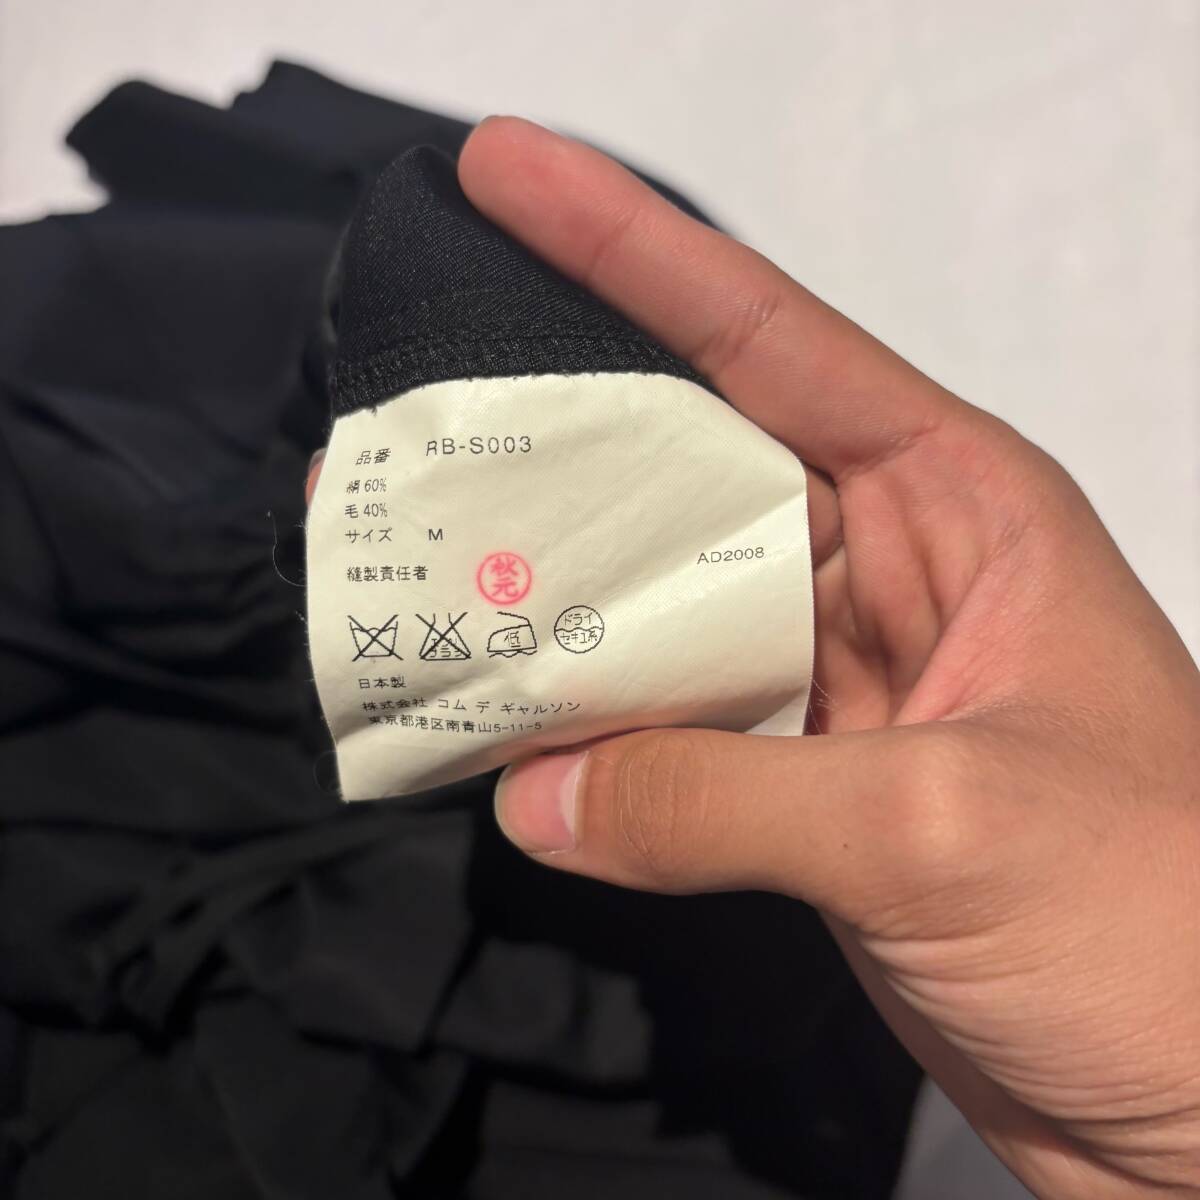 品番 RB-S003
絹 60%
毛 40%
サイズ M
AD2008
縫製責任者 秋元
低
ドライ
セキユ系
日本製
株式会社 コム デ ギャルソン
東京都港区南青山5-11-5